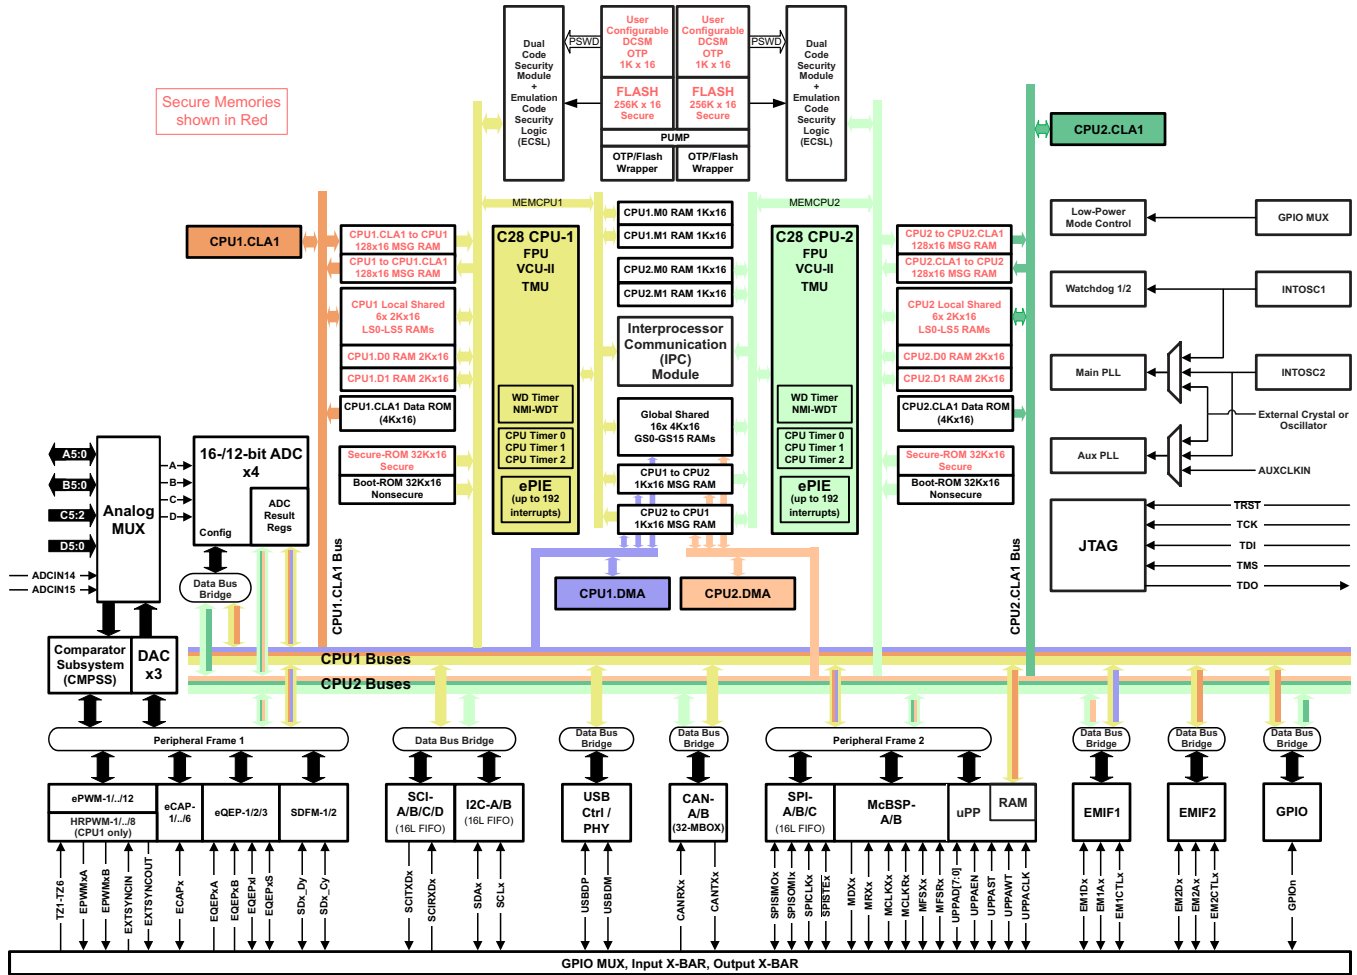 Secure Memories
shown in Red
Dual
Code
Security
Module
+
Emulation
Code
Security
Logic
(ECSL)
PSWD
User
Configurable
DCSM
OTP
1K x 16
User
Configurable
DCSM
OTP
1K x 16
PSWD
Dual
Code
Security
Module
+
Emulation
Code
Security
Logic
(ECSL)
FLASH
256K x 16
Secure
FLASH
256K x 16
Secure
PUMP
OTP/Flash
Wrapper
OTP/Flash
Wrapper
MEMCPU1
MEMCPU2
CPU1.CLA1
CPU1.CLA1 to CPU1
128x16 MSG RAM
CPU1 to CPU1.CLA1
128x16 MSG RAM
CPU1 Local Shared
6x 2Kx16
LS0-LS5 RAMs
CPU1.D0 RAM 2Kx16
CPU1.D1 RAM 2Kx16
CPU1.CLA1 Data ROM
(4Kx16)
Secure-ROM 32Kx16
Secure
Boot-ROM 32Kx16
Nonsecure
CPU1.CLA1 Bus
C28 CPU-1
FPU
VCU-II
TMU
WD Timer
NMI-WDT
CPU Timer 0
CPU Timer 1
CPU Timer 2
ePIE
(up to 192
interrupts)
CPU1.M0 RAM 1Kx16
CPU1.M1 RAM 1Kx16
CPU2.M0 RAM 1Kx16
CPU2.M1 RAM 1Kx16
Interprocessor
Communication
(IPC)
Module
Global Shared
16x 4Kx16
GS0-GS15 RAMs
CPU1 to CPU2
1Kx16 MSG RAM
CPU2 to CPU1
1Kx16 MSG RAM
CPU1.DMA
CPU2.DMA
C28 CPU-2
FPU
VCU-II
TMU
WD Timer
NMI-WDT
CPU Timer 0
CPU Timer 1
CPU Timer 2
ePIE
(up to 192
interrupts)
CPU2 to CPU2.CLA1
128x16 MSG RAM
CPU2.CLA1 to CPU2
128x16 MSG RAM
CPU2 Local Shared
6x 2Kx16
LS0-LS5 RAMs
CPU2.D0 RAM 2Kx16
CPU2.D1 RAM 2Kx16
CPU2.CLA1 Data ROM
(4Kx16)
Secure-ROM 32Kx16
Secure
Boot-ROM 32Kx16
Nonsecure
CPU2.CLA1 Bus
CPU2.CLA1
Low-Power
Mode Control
GPIO MUX
Watchdog 1/2
INTOSC1
Main PLL
INTOSC2
External Crystal or
Oscillator
Aux PLL
AUXCLKIN
JTAG
TRST
TCK
TDI
TMS
TDO
A5:0
B5:0
C5:2
D5:0
ADCIN14
ADCIN15
Analog
MUX
A
B
C
D
16-/12-bit ADC
x4
Config
ADC
Result
Regs
Data Bus
Bridge
Comparator
Subsystem
(CMPSS)
DAC
x3
CPU1 Buses
CPU2 Buses
Peripheral Frame 1
Data Bus Bridge
Data Bus
Bridge
Data Bus
Bridge
Peripheral Frame 2
Data Bus
Bridge
Data Bus
Bridge
Data Bus
Bridge
ePWM-1/../12
HRPWM-1/../8
(CPU1 only)
eCAP-
1/../6
eQEP-1/2/3
SDFM-1/2
SCI-
A/B/C/D
(16L FIFO)
I2C-A/B
(16L FIFO)
USB
Ctrl /
PHY
CAN-
A/B
(32-MBOX)
SPI-
A/B/C
(16L FIFO)
McBSP-
A/B
uPP
RAM
EMIF1
EMIF2
GPIO
TZ1-TZ6
EPWMxA
EPWMxB
EXTSYNCIN
EXTSYNCOUT
ECAPx
EQEPxA
EQEPxB
EQEPxI
EQEPxS
SDx_Dy
SDx_Cy
SCITXDx
SCIRXDx
SDAx
SCLx
USBDP
USBDM
CANRXx
CANTXx
SPISIMOx
SPISOMIx
SPICLKx
SPISTEx
MDXx
MRXx
MCLKXx
MCLKRx
MFSXx
MFSRx
UPPAD[7:0]
UPPAEN
UPPAST
UPPAWT
UPPACLK
EM1Dx
EM1Ax
EM1CTLx
EM2Dx
EM2Ax
EM2CTLx
GPIOn
GPIO MUX, Input X-BAR, Output X-BAR